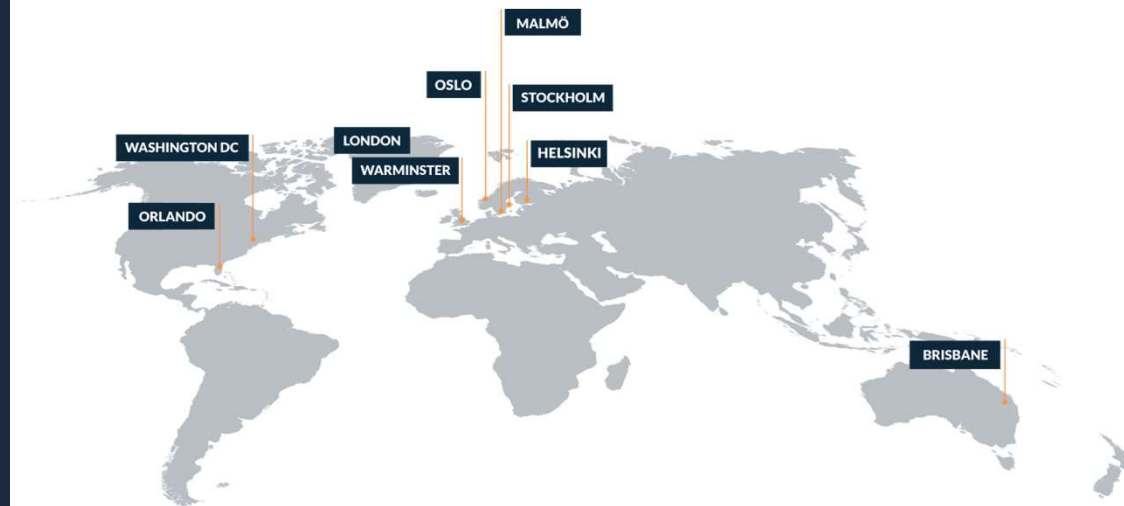 MALMÖ
OSLO
STOCKHOLM
WASHINGTON DC
LONDON
HELSINKI
WARMINSTER
ORLANDO
BRISBANE